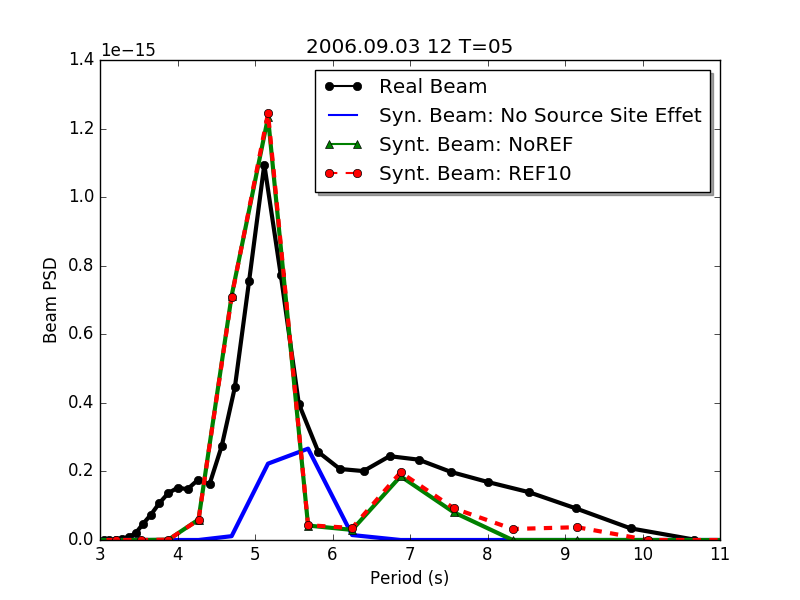 2006.09.03 12 T=05
1e−15
Real Beam
Syn. Beam: No Source Site Effet
Synt. Beam: NoREF
Synt. Beam: REF10
1.4
1.2
1.0
0.8
0.6
0.4
0.2
0.0
Beam PSD
3 4 5 6 7 8 9 10 11
Period (s)